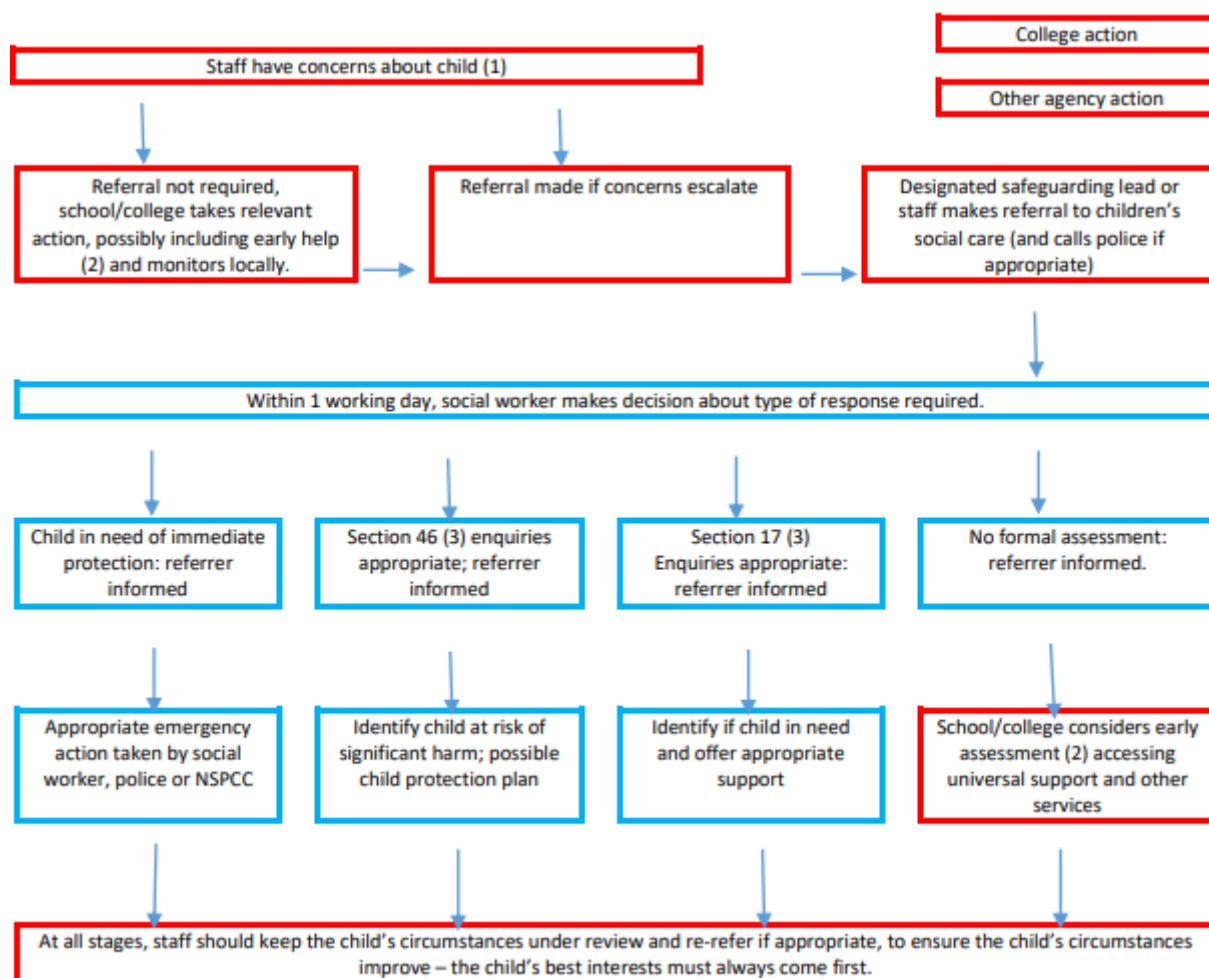 College action
Staff have concerns about child (1)
Other agency action
Referral not required,
school/college takes relevant
action, possibly including early help
(2) and monitors locally.
Referral made if concerns escalate
Designated safeguarding lead or
staff makes referral to children's
social care (and calls police if
appropriate)
Within 1 working day, social worker makes decision about type of response required.
Child in need of immediate
protection: referrer
informed
Section 46 (3) enquiries
appropriate; referrer
informed
Section 17 (3)
Enquiries appropriate:
referrer informed
No formal assessment:
referrer informed.
Appropriate emergency
action taken by social
worker, police or NSPCC
Identify child at risk of
significant harm; possible
child protection plan
Identify if child in need
and offer appropriate
support
School/college considers early
assessment (2) accessing
universal support and other
services
At all stages, staff should keep the child's circumstances under review and re-refer if appropriate, to ensure the child's circumstances
improve – the child's best interests must always come first.